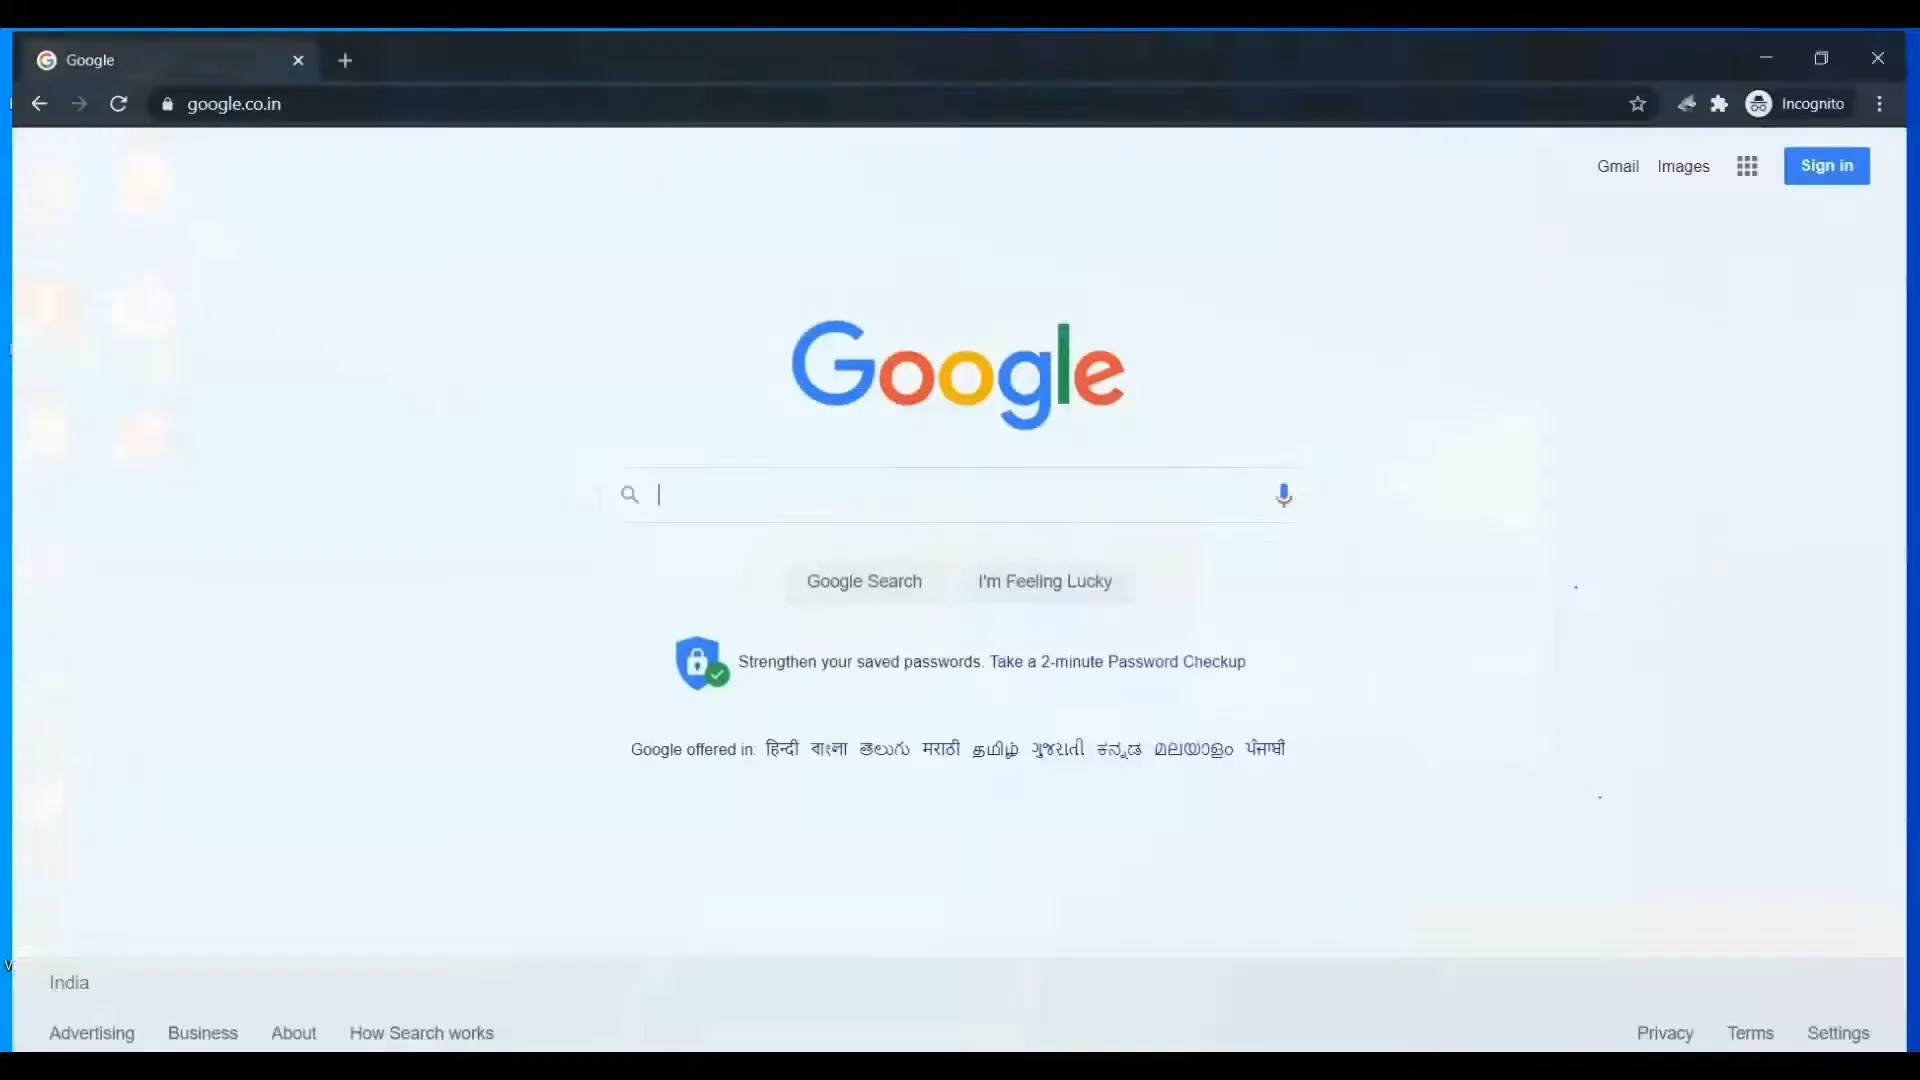 Google
google.co.in
Incognito
Gmail Images Sign in
Google
Google Search I'm Feeling Lucky
Strengthen your saved passwords. Take a 2-minute Password Checkup
Google offered in: हिन्दी বাংলা తెలుగు मराठी தமிழ் ગુજરાતી ಕನ್ನಡ മലയാളം ਪੰਜਾਬੀ
India
Advertising Business About How Search works Privacy Terms Settings